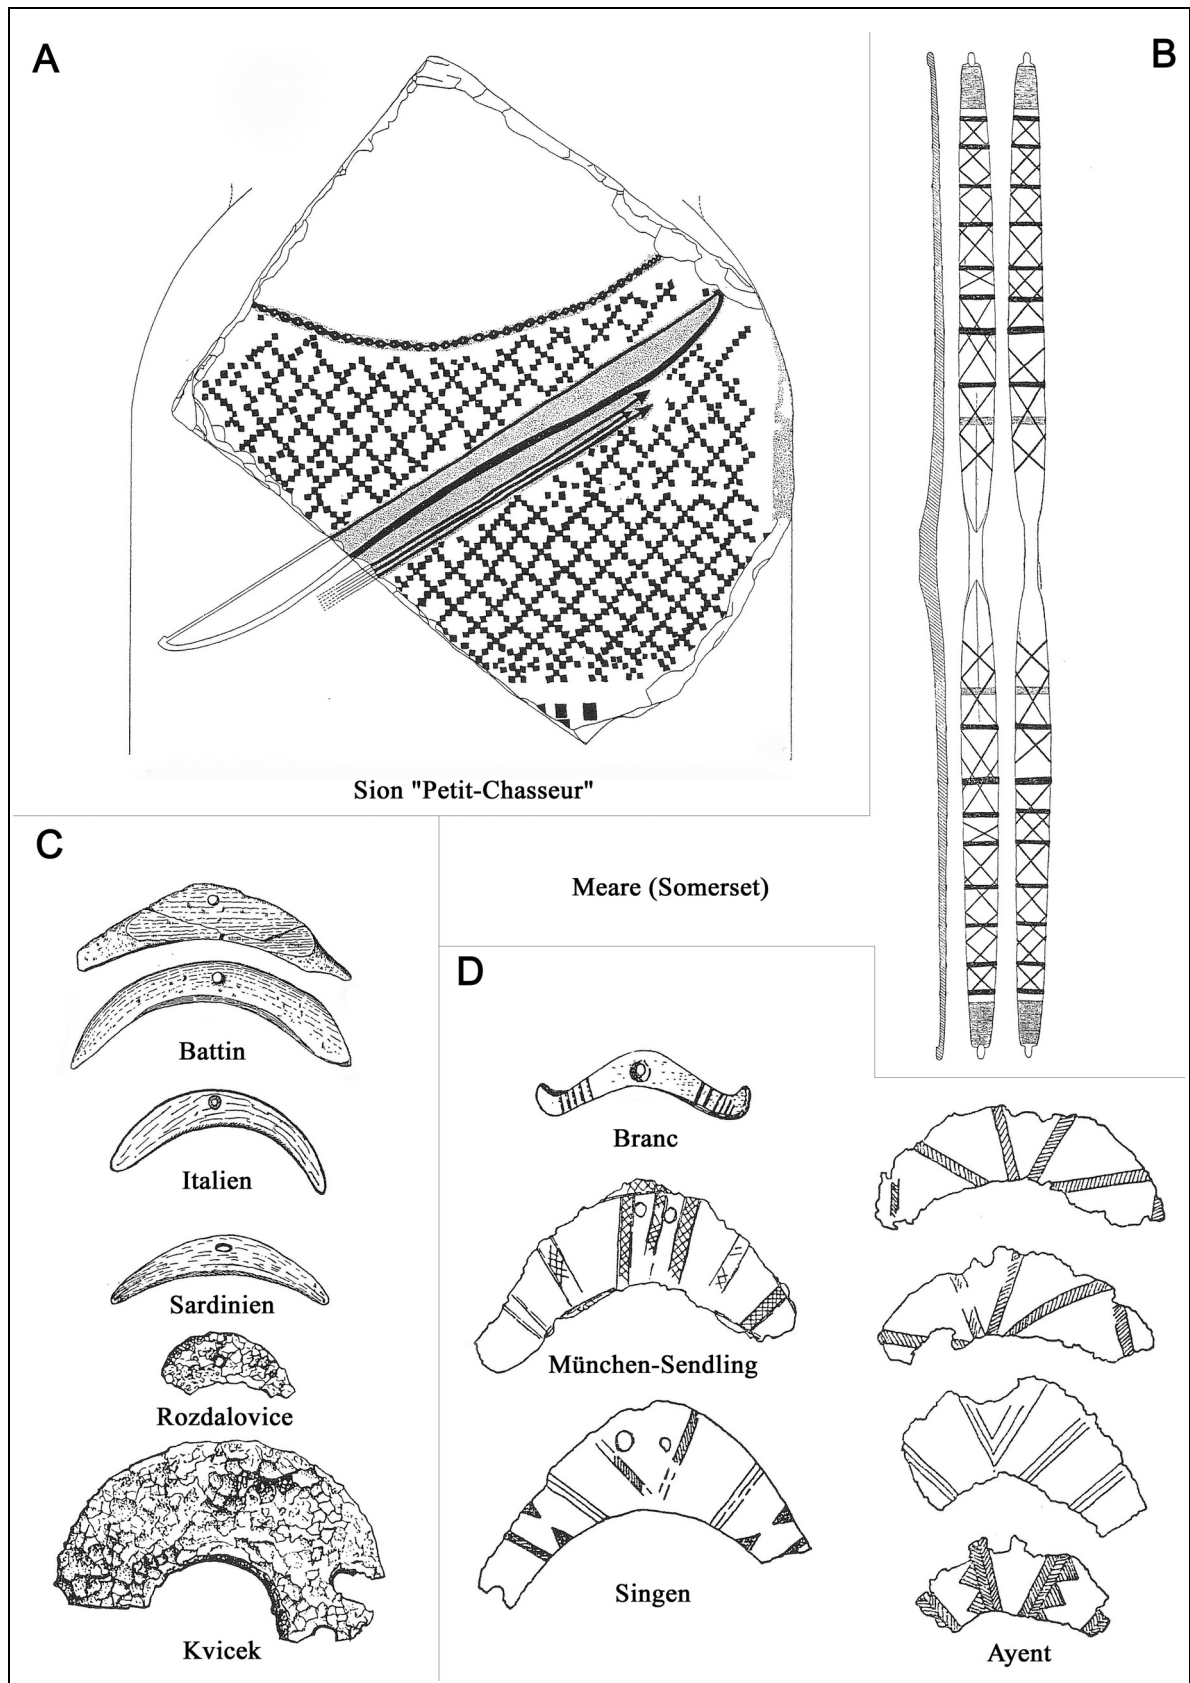 A
B
Sion "Petit-Chasseur"
C
Meare (Somerset)
Battin
D
Italien
Branc
Sardinien
München-Sendling
Rozdalovice
Singen
Kvicek
Ayent